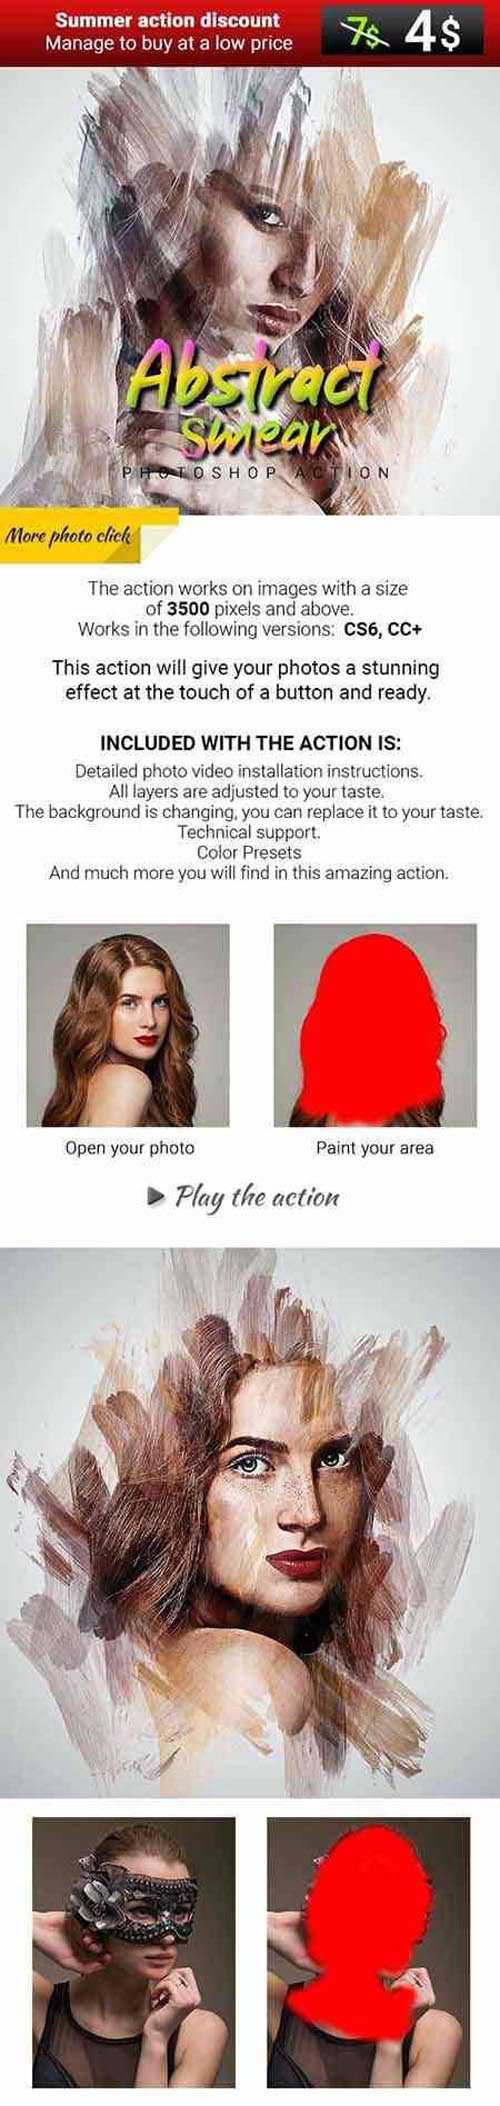 Summer action discount
Manage to buy at a low price
7$ 4$
Abstract
Smear
PHOTOSHOP ACTION
More photo click
The action works on images with a size
of 3500 pixels and above.
Works in the following versions: CS6, CC+
This action will give your photos a stunning
effect at the touch of a button and ready.
INCLUDED WITH THE ACTION IS:
Detailed photo video installation instructions.
All layers are adjusted to your taste.
The background is changing, you can replace it to your taste.
Technical support.
Color Presets
And much more you will find in this amazing action.
Open your photo
Paint your area
Play the action